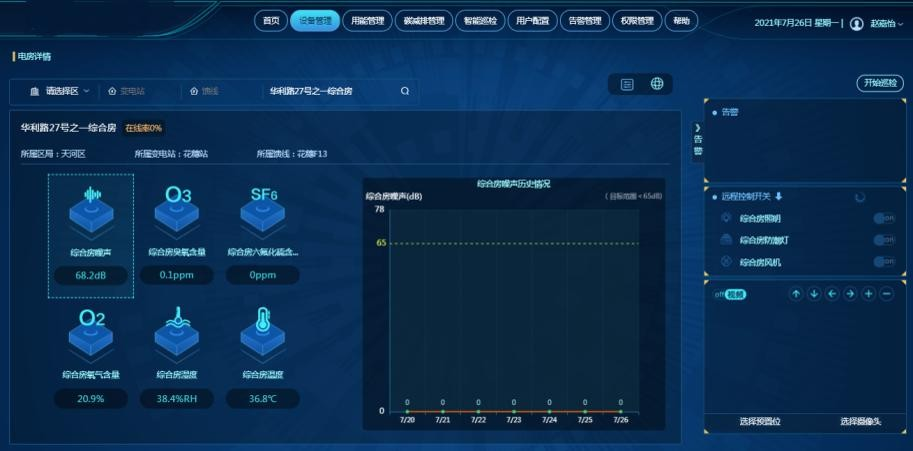 首页 设备管理 用能管理 碳减排管理 智能巡检 用户配置 告警管理 权限管理 帮助
2021年7月26日 星期一 | 赵嘉怡
电房详情
请选择区 变电站 馈线 华利路27号之一综合房
开始巡检
华利路27号之一综合房 在线率0%
所属区局：天河区 所属变电站：花穗站 所属馈线：花穗F13
综合房噪声
68.2dB
O3
综合房臭氧含量
0.1ppm
SF6
综合房六氟化硫含...
0ppm
O2
综合房氧气含量
20.9%
综合房湿度
38.4%RH
综合房温度
36.8℃
综合房噪声历史情况
综合房噪声(dB)
(目标范围<65dB)
78
65
0
0 0 0 0 0 0 0
7/20 7/21 7/22 7/23 7/24 7/25 7/26
告警
告警
远程控制开关
综合房照明 on
综合房防潮灯 on
综合房风机 on
off 视频
选择预置位 选择摄像头